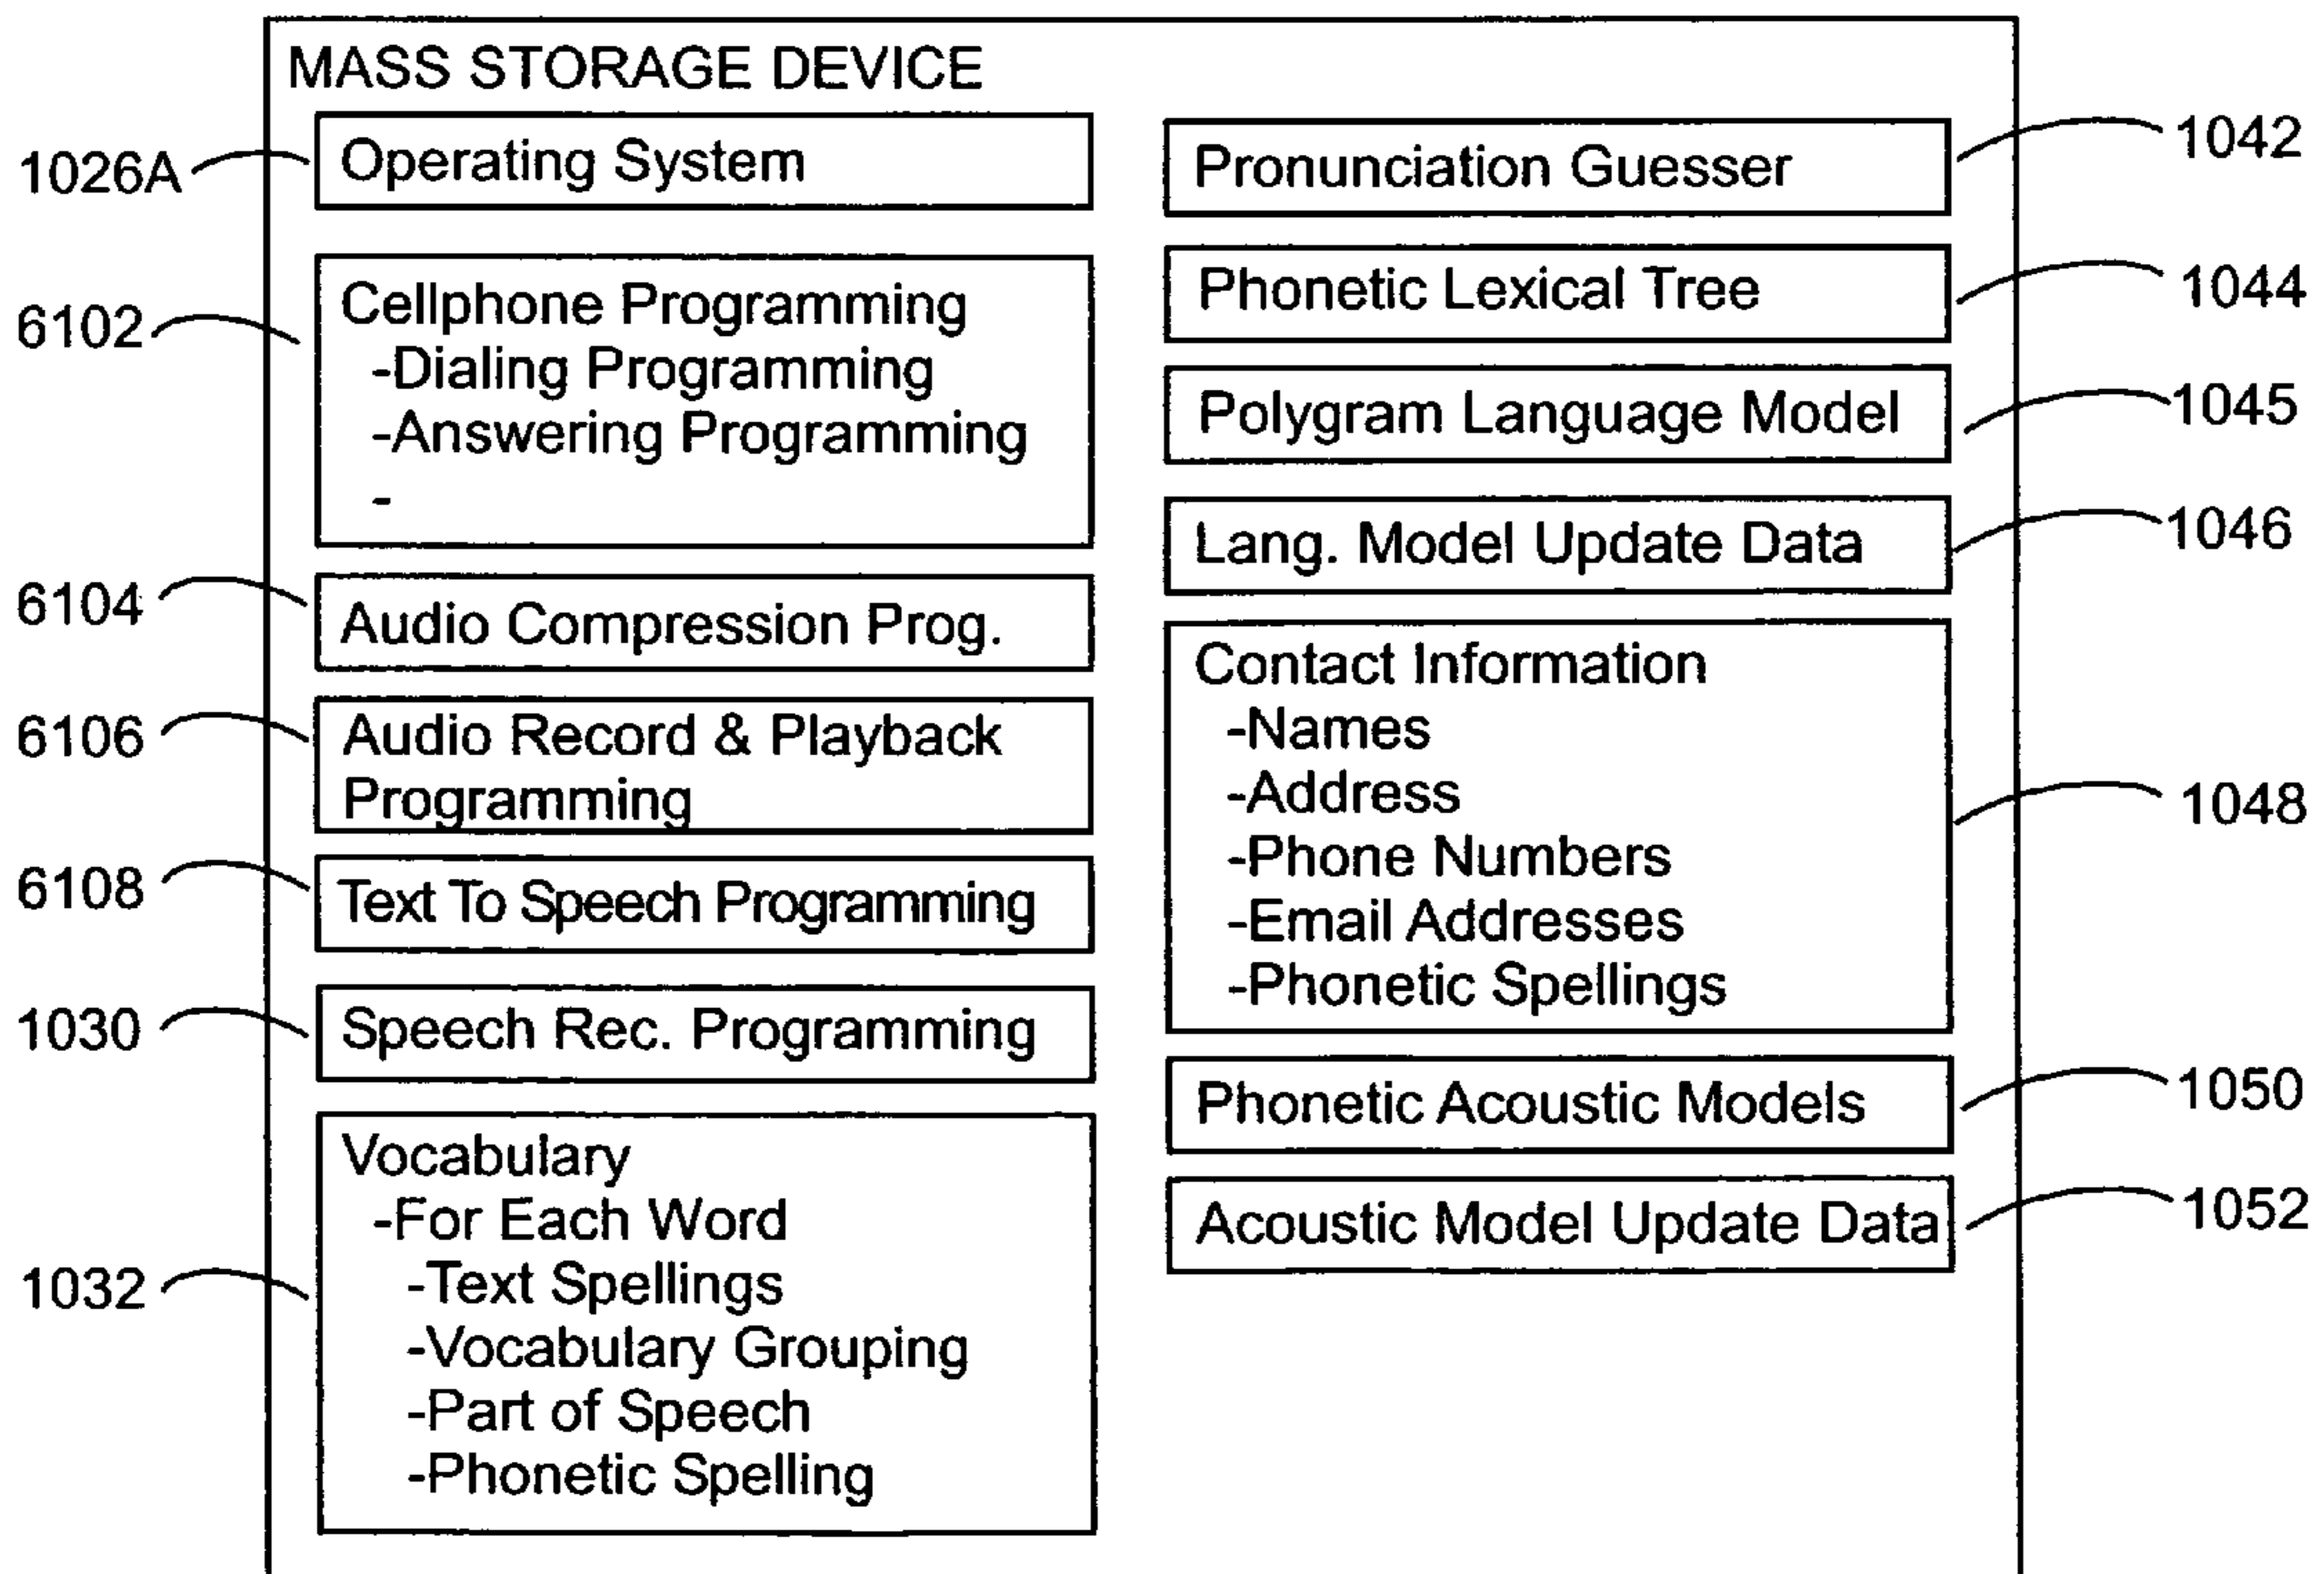 MASS STORAGE DEVICE
1026A
Operating System
6102
Cellphone Programming
-Dialing Programming
-Answering Programming
-
6104
Audio Compression Prog.
6106
Audio Record & Playback
Programming
6108
Text To Speech Programming
1030
Speech Rec. Programming
1032
Vocabulary
-For Each Word
-Text Spellings
-Vocabulary Grouping
-Part of Speech
-Phonetic Spelling
Pronunciation Guesser
1042
Phonetic Lexical Tree
1044
Polygram Language Model
1045
Lang. Model Update Data
1046
Contact Information
-Names
-Address
-Phone Numbers
-Email Addresses
-Phonetic Spellings
1048
Phonetic Acoustic Models
1050
Acoustic Model Update Data
1052